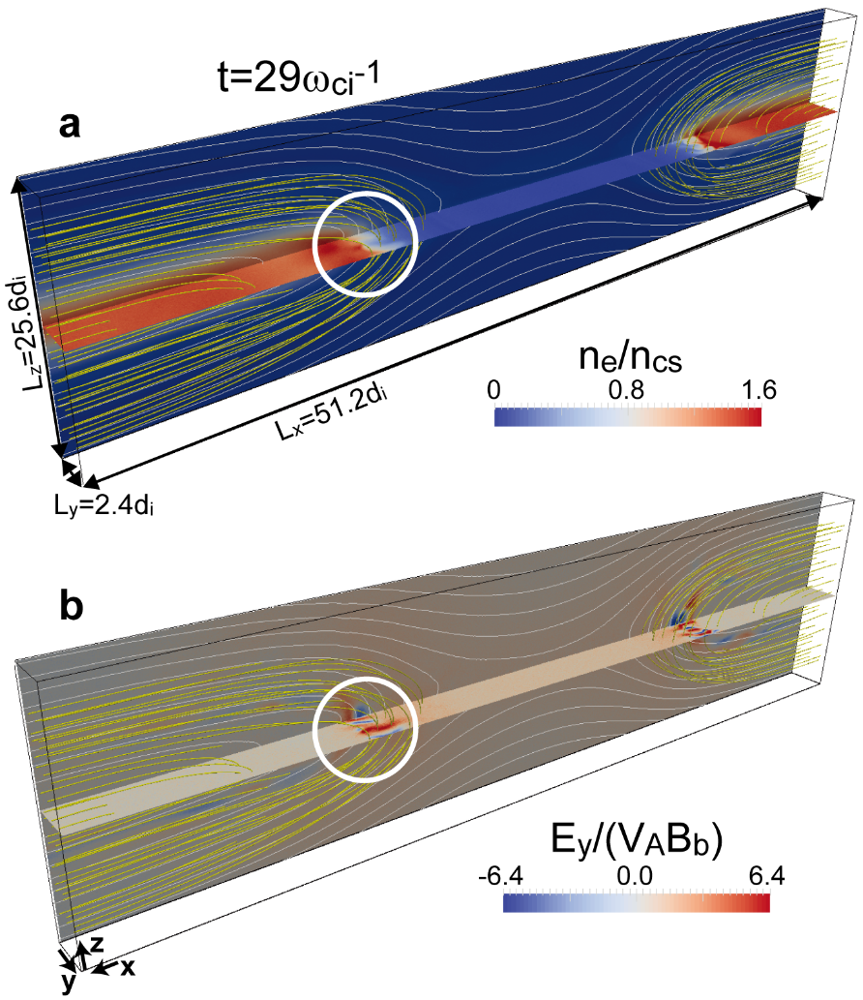 t=29ωci-1
a
Lz=25.6di
Lx=51.2di
Ly=2.4di
ne/ncs
0 0.8 1.6
b
Ey/(VABb)
-6.4 0.0 6.4
z
x
y